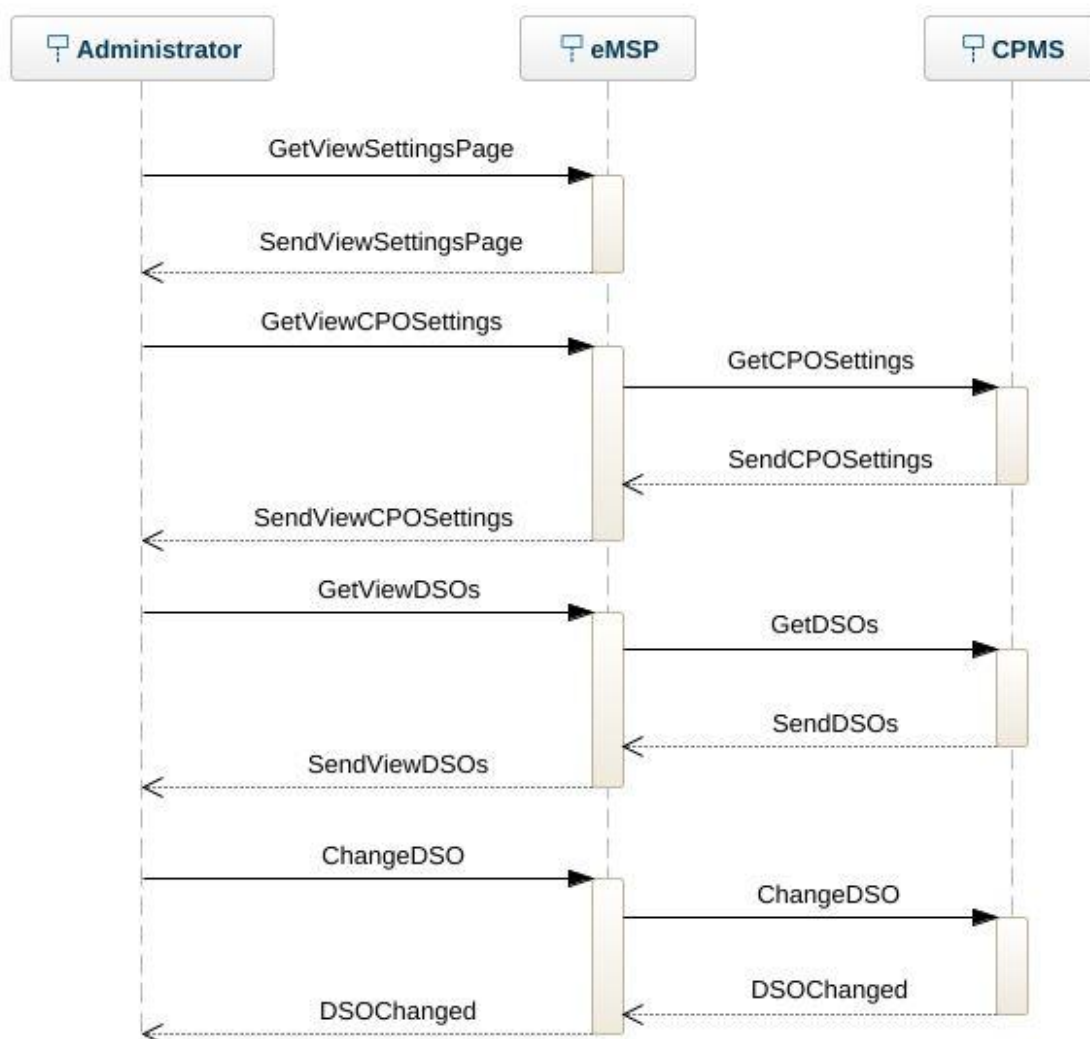 Administrator
eMSP
CPMS
GetViewSettingsPage
SendViewSettingsPage
GetViewCPOSettings
GetCPOSettings
SendCPOSettings
SendViewCPOSettings
GetViewDSOs
GetDSOs
SendDSOs
SendViewDSOs
ChangeDSO
ChangeDSO
DSOChanged
DSOChanged